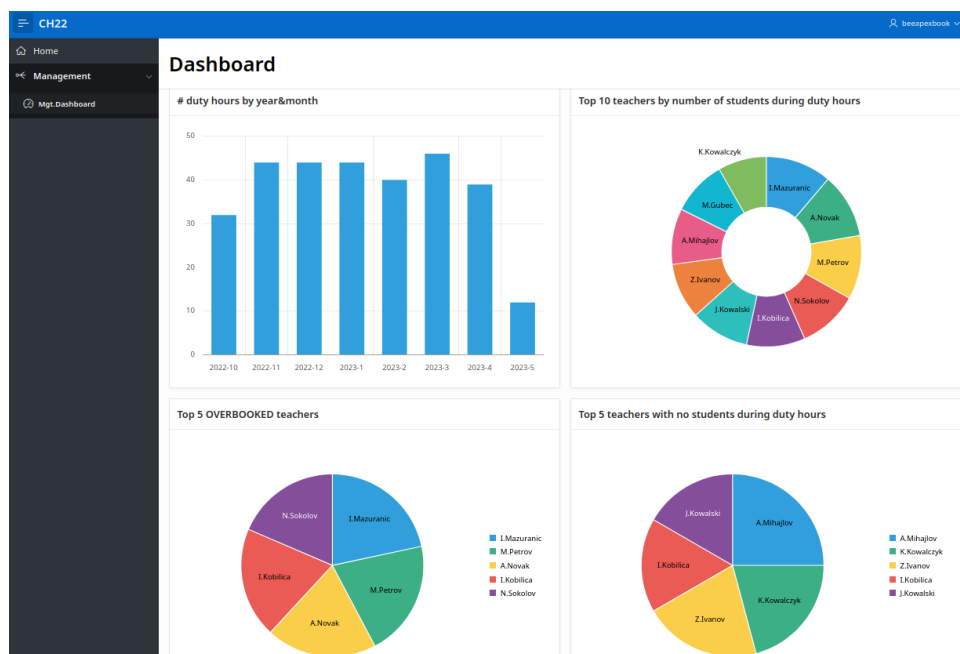 CH22
beeapexbook
Home
Management
Mgt.Dashboard
Dashboard
# duty hours by year&month
50
40
30
20
10
0
2022-10 2022-11 2022-12 2023-1 2023-2 2023-3 2023-4 2023-5
Top 10 teachers by number of students during duty hours
K.Kowalczyk
I.Mazuranic
M.Gubec
A.Novak
A.Mihajlov
M.Petrov
Z.Ivanov
N.Sokolov
J.Kowalski
I.Kobilica
Top 5 OVERBOOKED teachers
N.Sokolov
I.Mazuranic
I.Kobilica
M.Petrov
A.Novak
I.Mazuranic
M.Petrov
A.Novak
I.Kobilica
N.Sokolov
Top 5 teachers with no students during duty hours
J.Kowalski
A.Mihajlov
I.Kobilica
K.Kowalczyk
Z.Ivanov
A.Mihajlov
K.Kowalczyk
Z.Ivanov
I.Kobilica
J.Kowalski